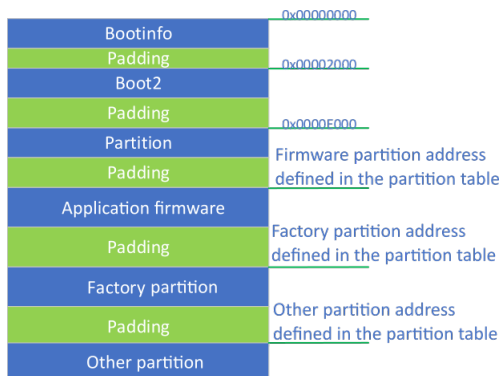 0x00000000
Bootinfo
Padding
0x00002000
Boot2
Padding
0x0000E000
Partition
Padding
Firmware partition address
defined in the partition table
Application firmware
Padding
Factory partition address
defined in the partition table
Factory partition
Padding
Other partition address
defined in the partition table
Other partition